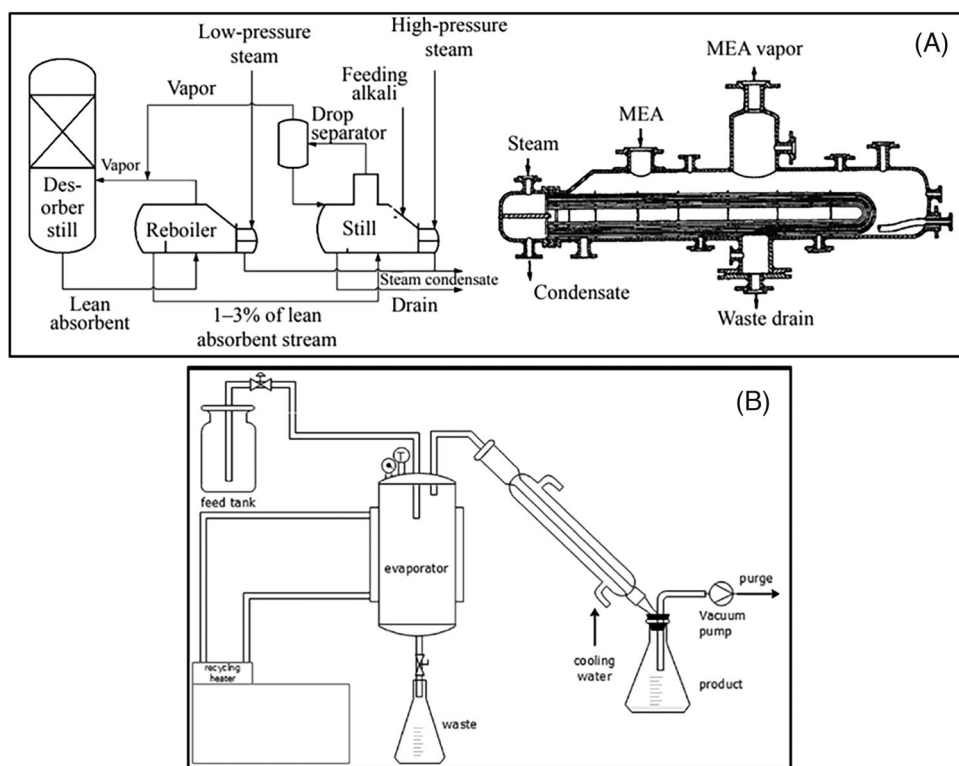 (A)
Low-pressure
steam
High-pressure
steam
Vapor
Feeding
alkali
Drop
separator
Vapor
Des-
orber
still
Reboiler
Still
Steam condensate
Drain
Lean
absorbent
1–3% of lean
absorbent stream
MEA vapor
MEA
Steam
Condensate
Waste drain
(B)
feed tank
T
evaporator
recycling
heater
waste
cooling
water
purge
Vacuum
pump
product